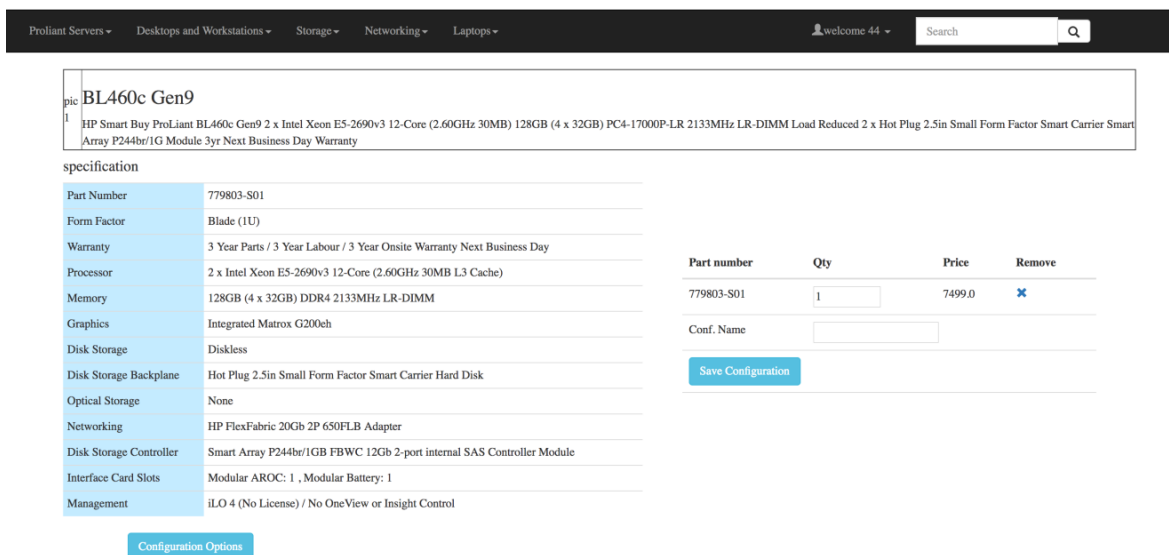 Proliant Servers Desktops and Workstations Storage Networking Laptops welcome 44 Search
pic 1
BL460c Gen9
HP Smart Buy ProLiant BL460c Gen9 2 x Intel Xeon E5-2690v3 12-Core (2.60GHz 30MB) 128GB (4 x 32GB) PC4-17000P-LR 2133MHz LR-DIMM Load Reduced 2 x Hot Plug 2.5in Small Form Factor Smart Carrier Smart
Array P244br/1G Module 3yr Next Business Day Warranty
specification
Part Number 779803-S01
Form Factor Blade (1U)
Warranty 3 Year Parts / 3 Year Labour / 3 Year Onsite Warranty Next Business Day
Processor 2 x Intel Xeon E5-2690v3 12-Core (2.60GHz 30MB L3 Cache)
Memory 128GB (4 x 32GB) DDR4 2133MHz LR-DIMM
Graphics Integrated Matrox G200eh
Disk Storage Diskless
Disk Storage Backplane Hot Plug 2.5in Small Form Factor Smart Carrier Hard Disk
Optical Storage None
Networking HP FlexFabric 20Gb 2P 650FLB Adapter
Disk Storage Controller Smart Array P244br/1GB FBWC 12Gb 2-port internal SAS Controller Module
Interface Card Slots Modular AROC: 1 , Modular Battery: 1
Management iLO 4 (No License) / No OneView or Insight Control
Configuration Options
Part number Qty Price Remove
779803-S01 1 7499.0
Conf. Name
Save Configuration